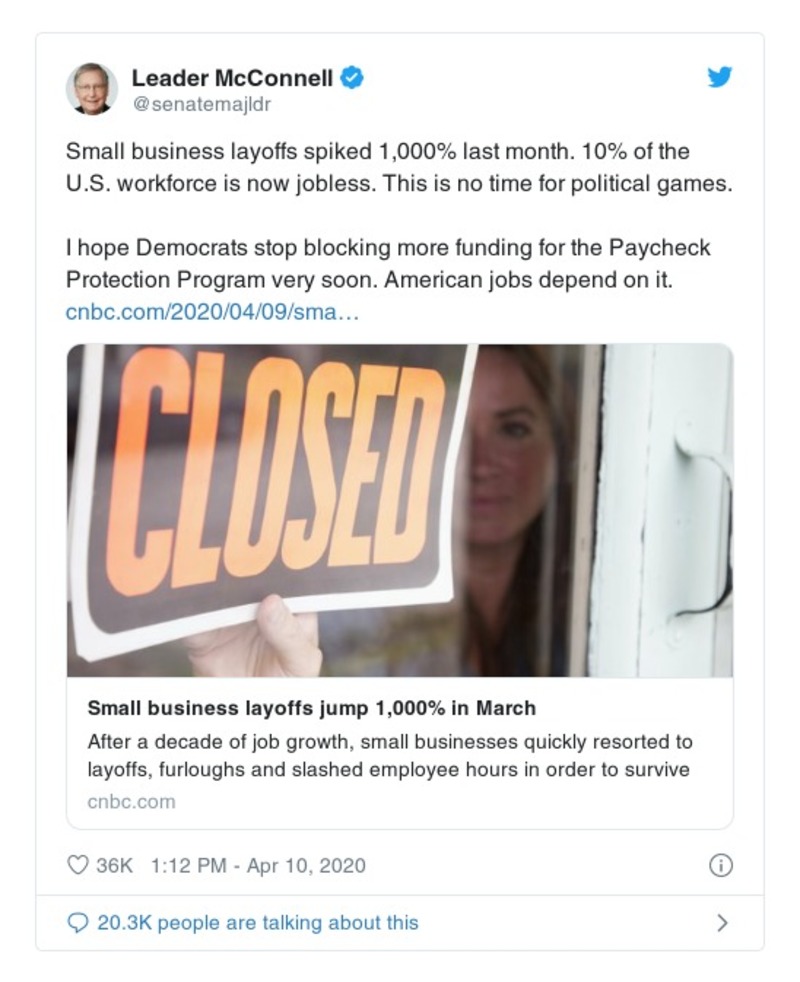 Leader McConnell
@senatemajldr
Small business layoffs spiked 1,000% last month. 10% of the
U.S. workforce is now jobless. This is no time for political games.
I hope Democrats stop blocking more funding for the Paycheck
Protection Program very soon. American jobs depend on it.
cnbc.com/2020/04/09/sma…
CLOSED
Small business layoffs jump 1,000% in March
After a decade of job growth, small businesses quickly resorted to
layoffs, furloughs and slashed employee hours in order to survive
cnbc.com
36K 1:12 PM - Apr 10, 2020
20.3K people are talking about this